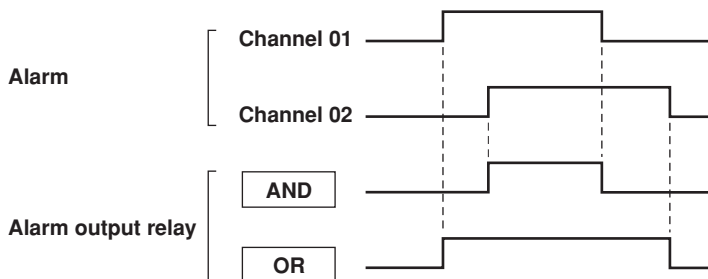 Channel 01
Alarm
Channel 02
AND
Alarm output relay
OR